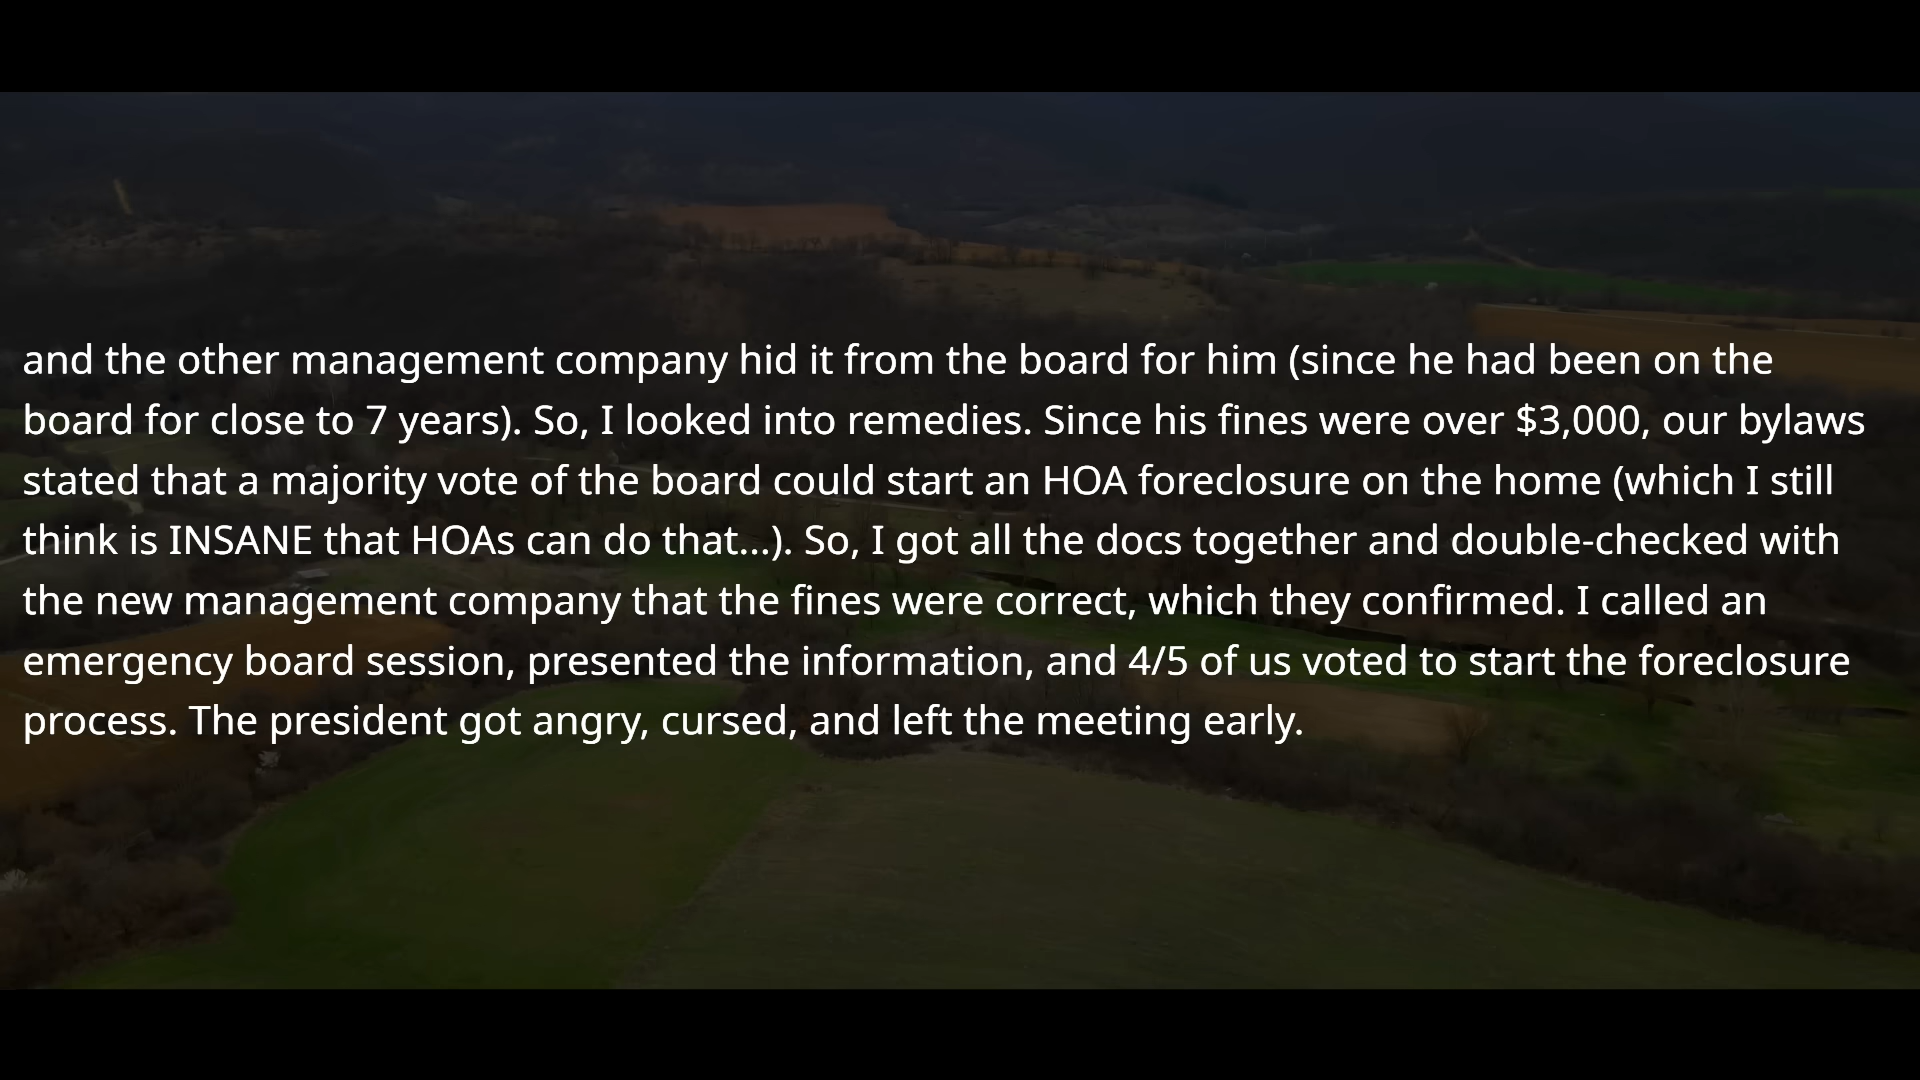 and the other management company hid it from the board for him (since he had been on the
board for close to 7 years). So, I looked into remedies. Since his fines were over $3,000, our bylaws
stated that a majority vote of the board could start an HOA foreclosure on the home (which I still
think is INSANE that HOAs can do that...). So, I got all the docs together and double-checked with
the new management company that the fines were correct, which they confirmed. I called an
emergency board session, presented the information, and 4/5 of us voted to start the foreclosure
process. The president got angry, cursed, and left the meeting early.